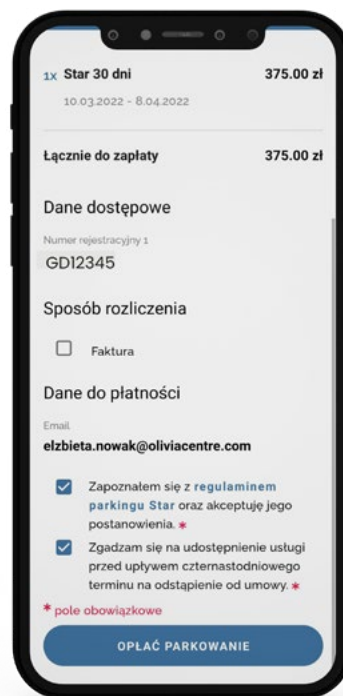 1x Star 30 dni 375.00 zł
10.03.2022 - 8.04.2022
Łącznie do zapłaty 375.00 zł
Dane dostępowe
Numer rejestracyjny 1
GD12345
Sposób rozliczenia
Faktura
Dane do płatności
Email
elzbieta.nowak@oliviacentre.com
Zapoznałem się z regulaminem
parkingu Star oraz akceptuję jego
postanowienia. *
Zgadzam się na udostępnienie usługi
przed upływem czternastodniowego
terminu na odstąpienie od umowy. *
* pole obowiązkowe
OPŁAĆ PARKOWANIE